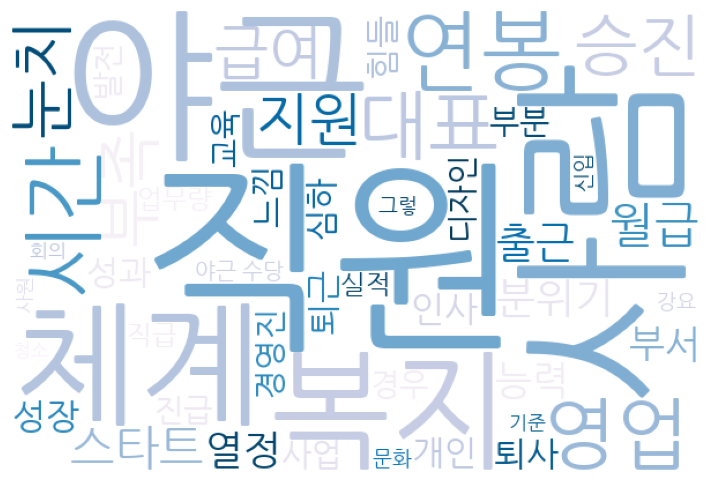 야근
급여
연봉
승진
발전
힘들
눈치
지원
대표
부분
사람
시간
부족
교육
느낌
심하
직원
그렇
디자인
신입
출근
월급
업무량
회의
성과
야근 수당
실적
인사
분위기
강요
사원
청소
체계
직급
경영진
퇴근
부서
복지
경우
능력
성장
진급
스타트
열정
사업
문화
개인
기준
퇴사
영업